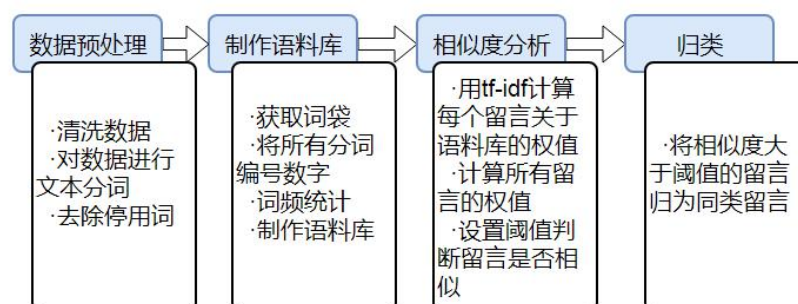 数据预处理
·清洗数据
·对数据进行
文本分词
·去除停用词
制作语料库
·获取词袋
·将所有分词
编号数字
·词频统计
·制作语料库
相似度分析
·用tf-idf计算
每个留言关于
语料库的权值
·计算所有留
言的权值
·设置阈值判
断留言是否相
似
归类
·将相似度大
于阈值的留言
归为同类留言